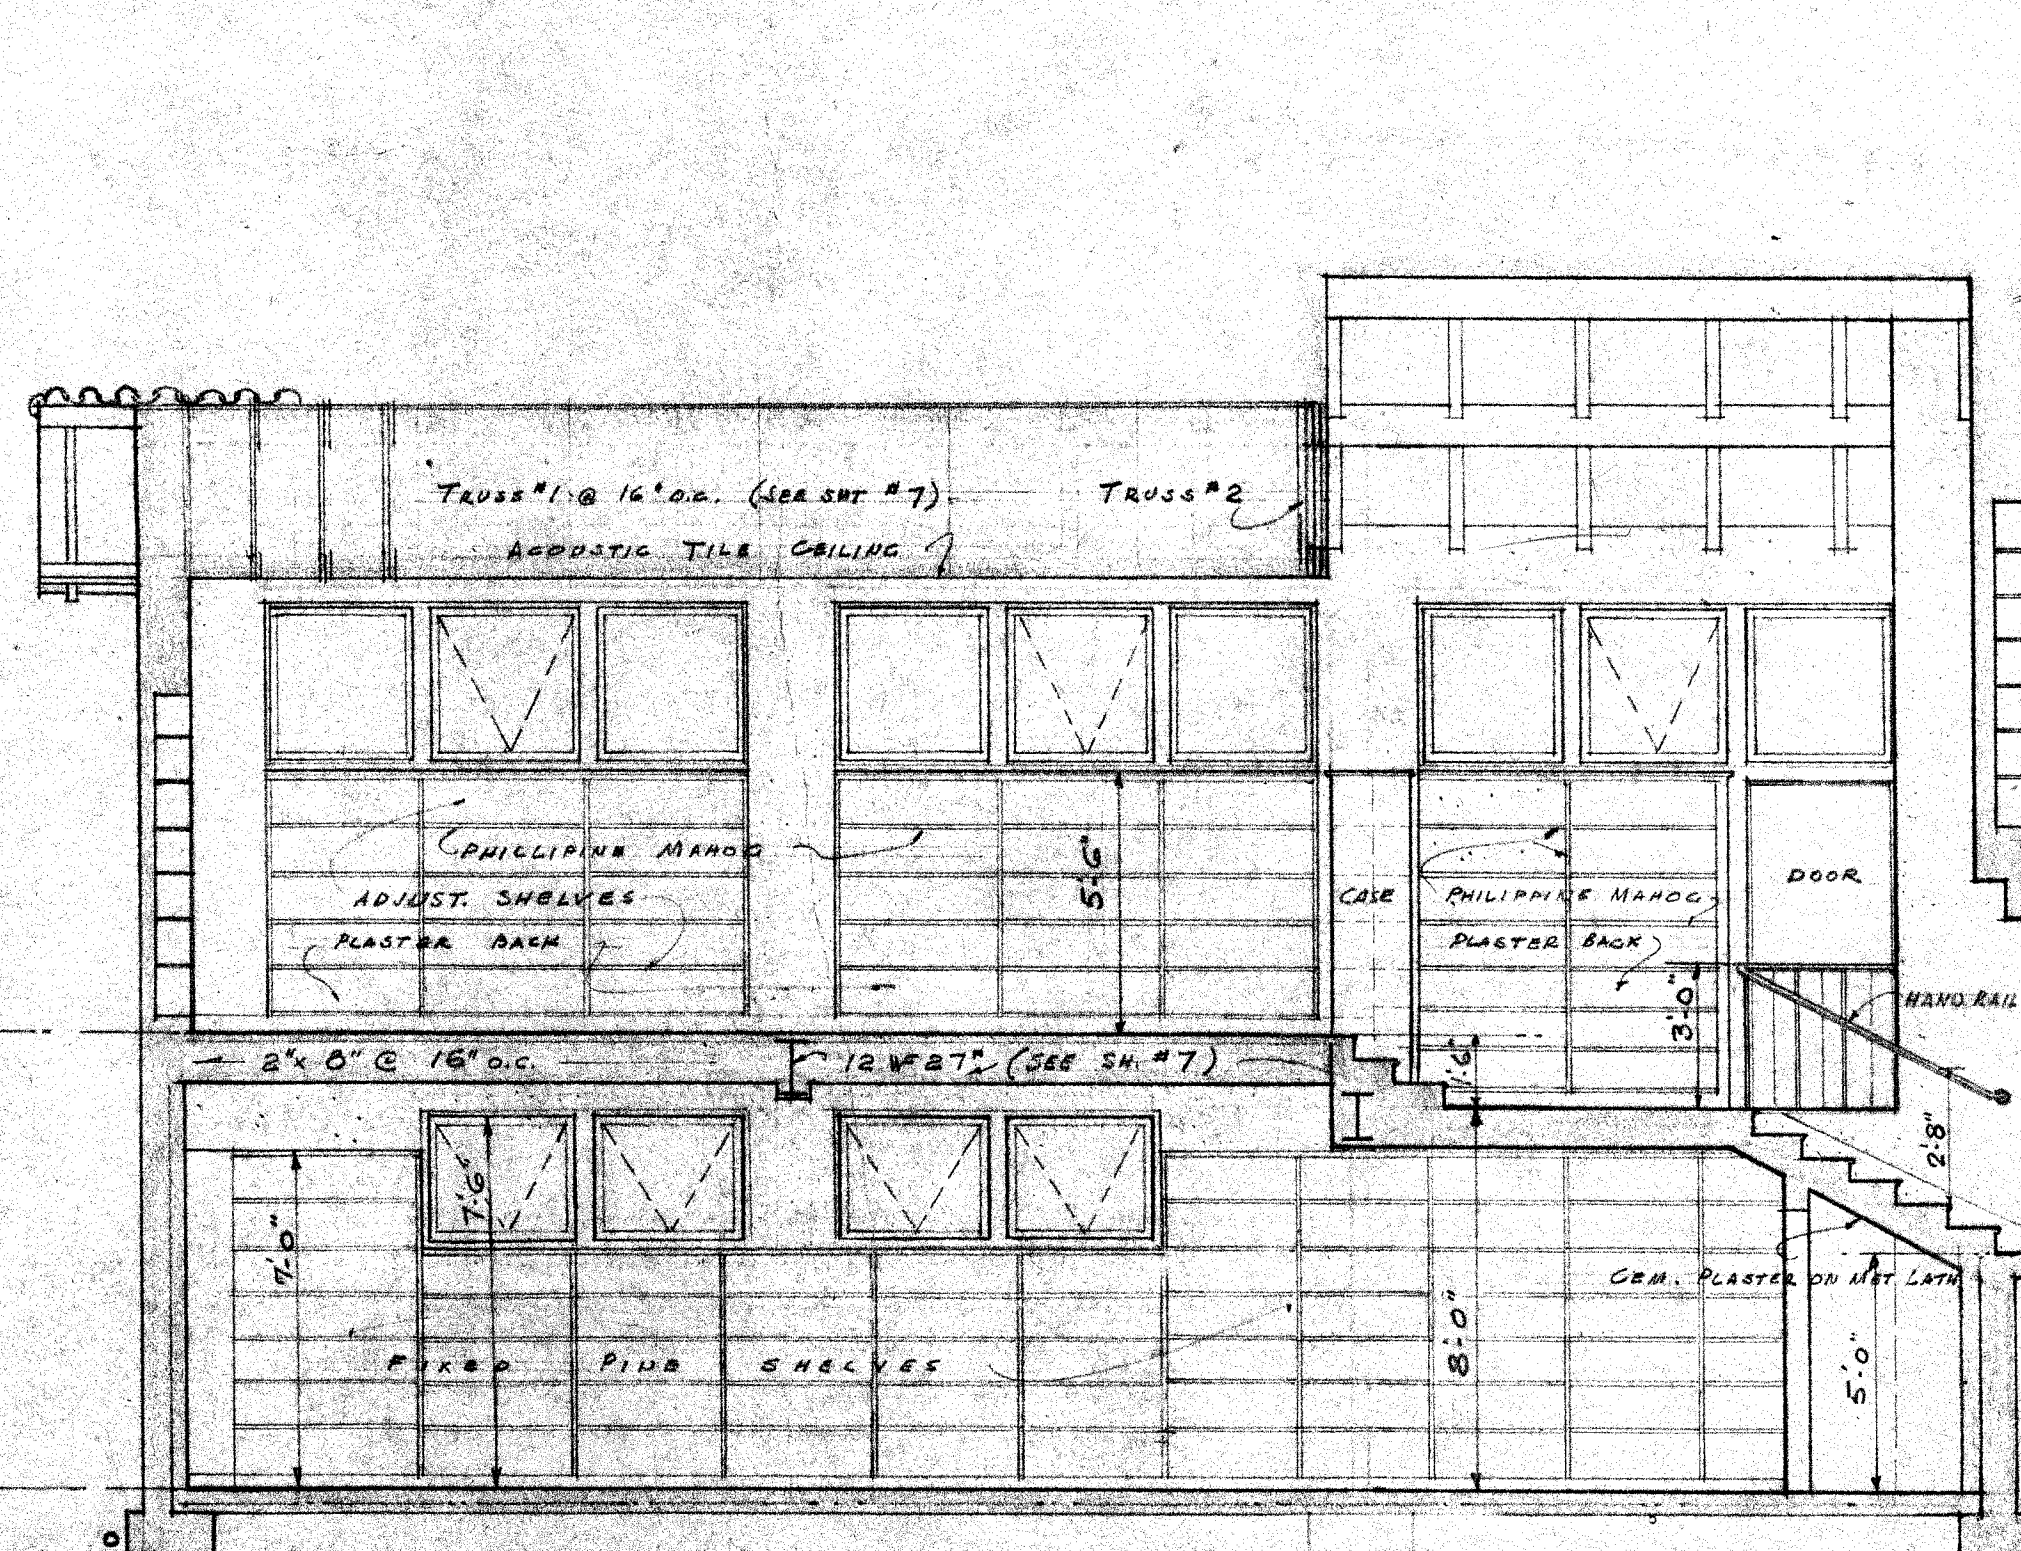 TRUSS #1 @ 16" O.C. (SEE SHT #7)
TRUSS #2
ACOUSTIC TILE CEILING
PHILLIPINE MAHOG
ADJUST. SHELVES
PLASTER BACK
5'-6"
CASE
PHILIPPINE MAHOG
PLASTER BACK
DOOR
3'-0"
HAND RAIL
2" x 8" @ 16" O.C.
12 WF 27# (SEE SH. #7)
1'-6"
2'-8"
7'-6"
7'-0"
CEM. PLASTER ON MET LATH
8'-0"
5'-0"
FIXED PINE SHELVES